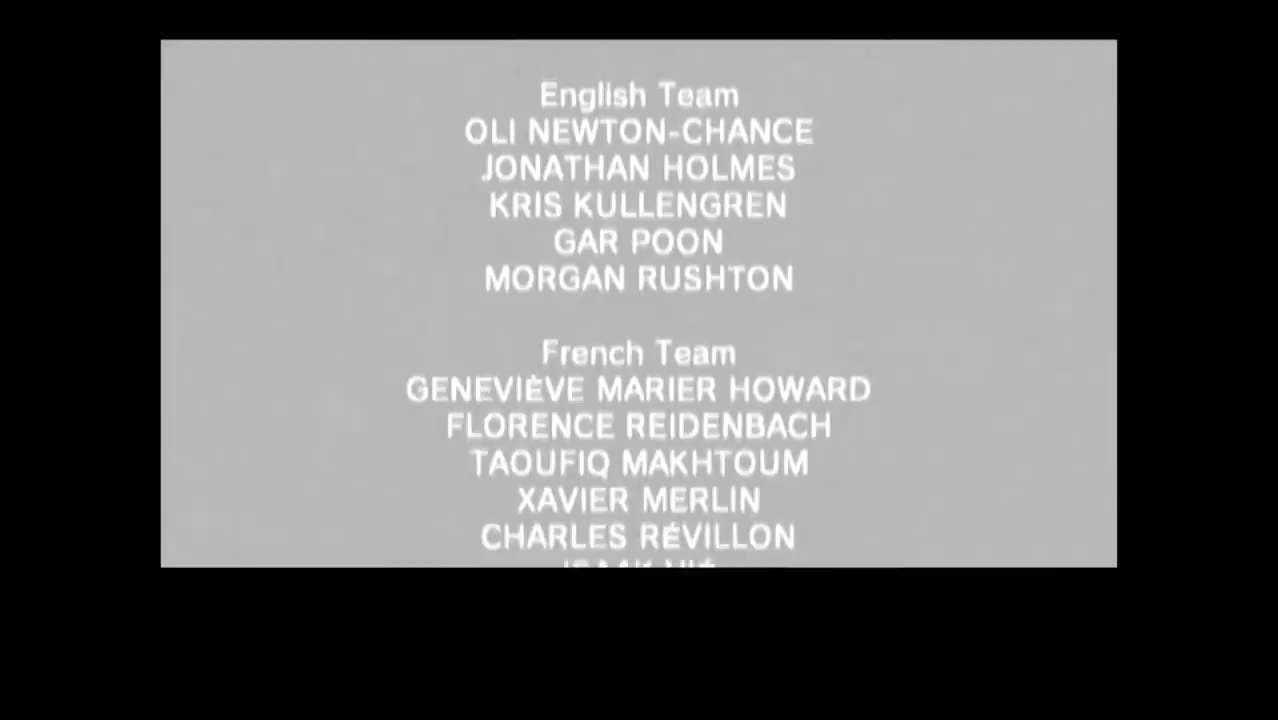 English Team
OLI NEWTON-CHANCE
JONATHAN HOLMES
KRIS KULLENGREN
GAR POON
MORGAN RUSHTON
French Team
GENEVIÈVE MARIER HOWARD
FLORENCE REIDENBACH
TAOUFIQ MAKHTOUM
XAVIER MERLIN
CHARLES RÉVILLON